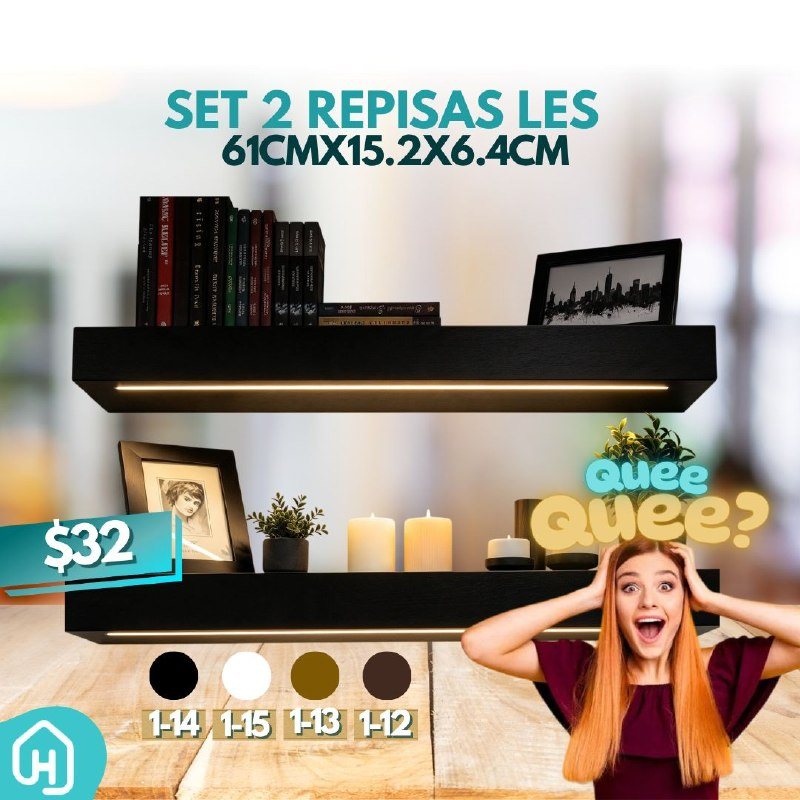 SET 2 REPISAS LES
61CMX15.2X6.4CM
Quee
Quee?
$32
1-14 1-15 1-13 1-12
H